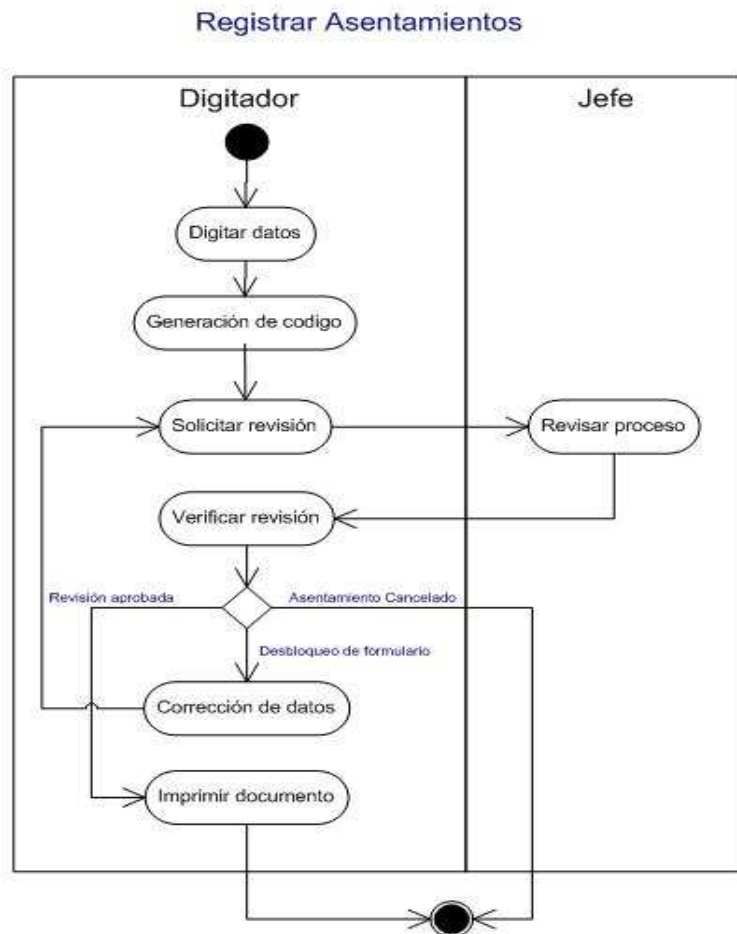 Registrar Asentamientos
Digitador
Jefe
Digitar datos
Generación de codigo
Solicitar revisión
Revisar proceso
Verificar revisión
Revisión aprobada
Asentamiento Cancelado
Desbloqueo de formulario
Corrección de datos
Imprimir documento